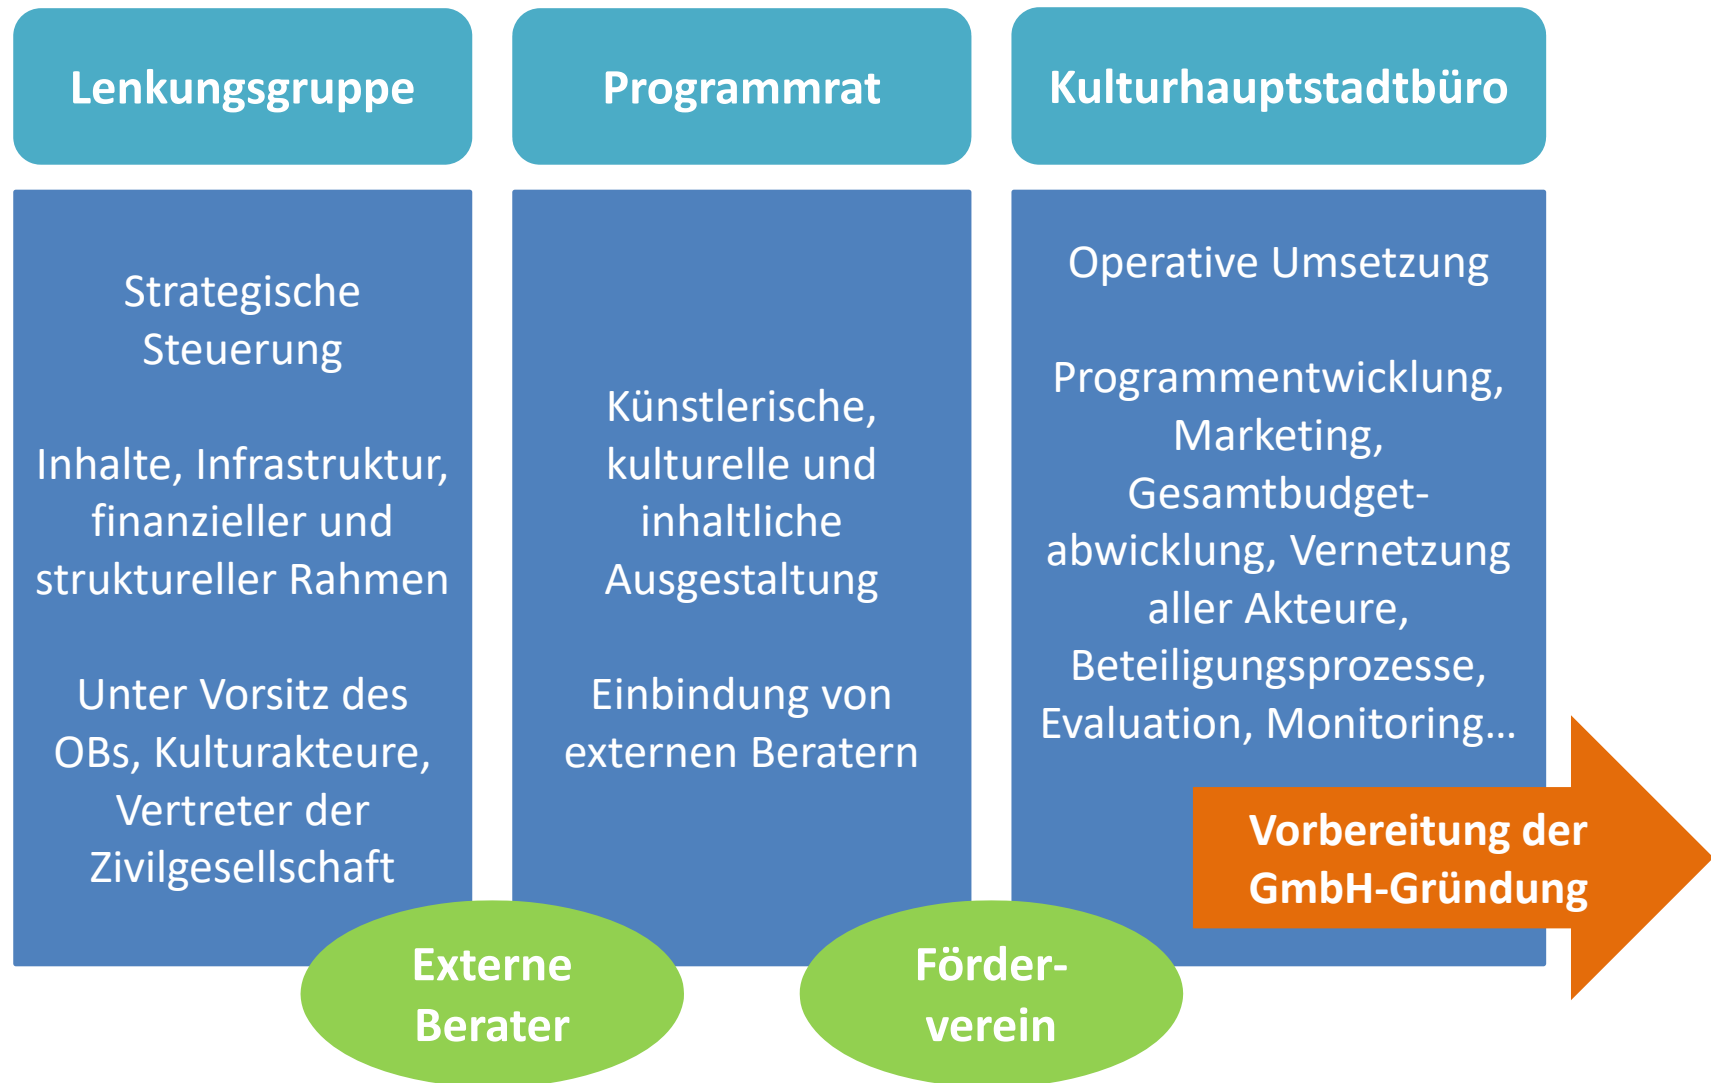 Lenkungsgruppe
Strategische
Steuerung
Inhalte, Infrastruktur,
finanzieller und
struktureller Rahmen
Unter Vorsitz des
OBs, Kulturakteure,
Vertreter der
Zivilgesellschaft
Programmrat
Künstlerische,
kulturelle und
inhaltliche
Ausgestaltung
Einbindung von
externen Beratern
Kulturhauptstadtbüro
Operative Umsetzung
Programmentwicklung,
Marketing,
Gesamtbudget-
abwicklung, Vernetzung
aller Akteure,
Beteiligungsprozesse,
Evaluation, Monitoring…
Vorbereitung der
GmbH-Gründung
Externe
Berater
Förder-
verein